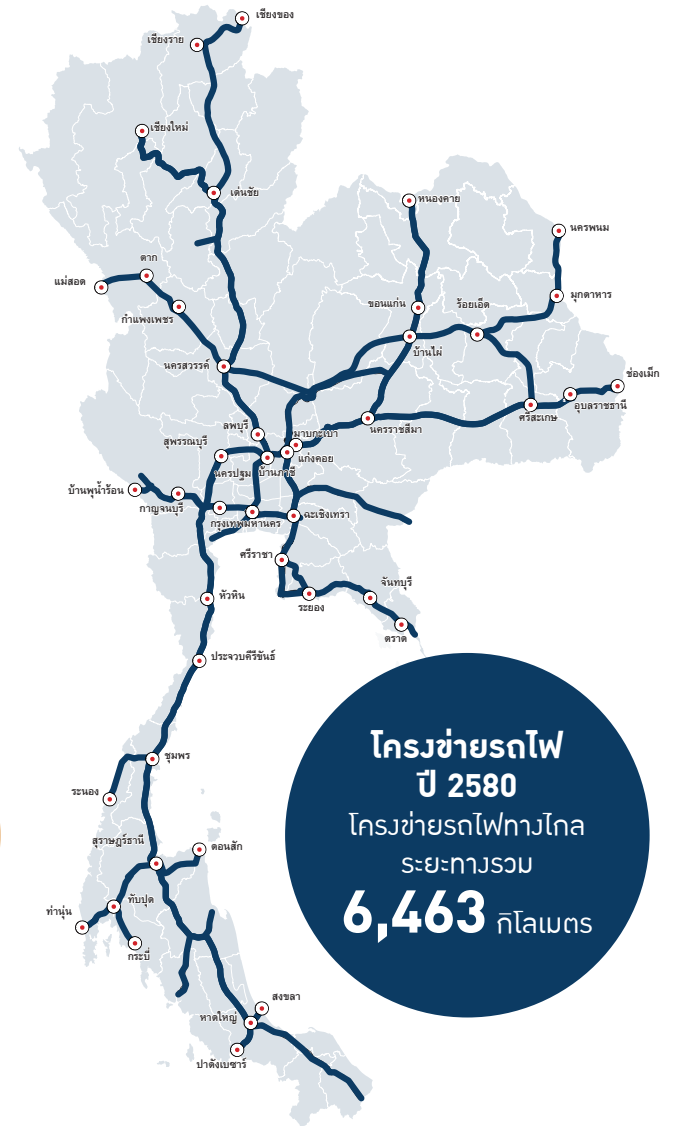 เชียงของ
เชียงราย
เชียงใหม่
เด่นชัย
หนองคาย
นครพนม
ตาก
แม่สอด
มุกดาหาร
ขอนแก่น
ร้อยเอ็ด
กำแพงเพชร
บ้านไผ่
นครสวรรค์
ช่องเม็ก
อุบลราชธานี
ศรีสะเกษ
นครราชสีมา
ลพบุรี
มาบกะเบา
สุพรรณบุรี
แก่งคอย
บ้านภาชี
นครปฐม
บ้านพุน้ำร้อน
กาญจนบุรี
กรุงเทพมหานคร
ฉะเชิงเทรา
ศรีราชา
จันทบุรี
หัวหิน
ระยอง
ตราด
ประจวบคีรีขันธ์
โครงข่ายรถไฟ
ปี 2580
โครงข่ายรถไฟทางไกล
ระยะทางรวม
6,463 กิโลเมตร
ชุมพร
ระนอง
สุราษฎร์ธานี
ดอนสัก
ทับปุด
ท่านุ่น
กระบี่
สงขลา
หาดใหญ่
ปาดังเบซาร์